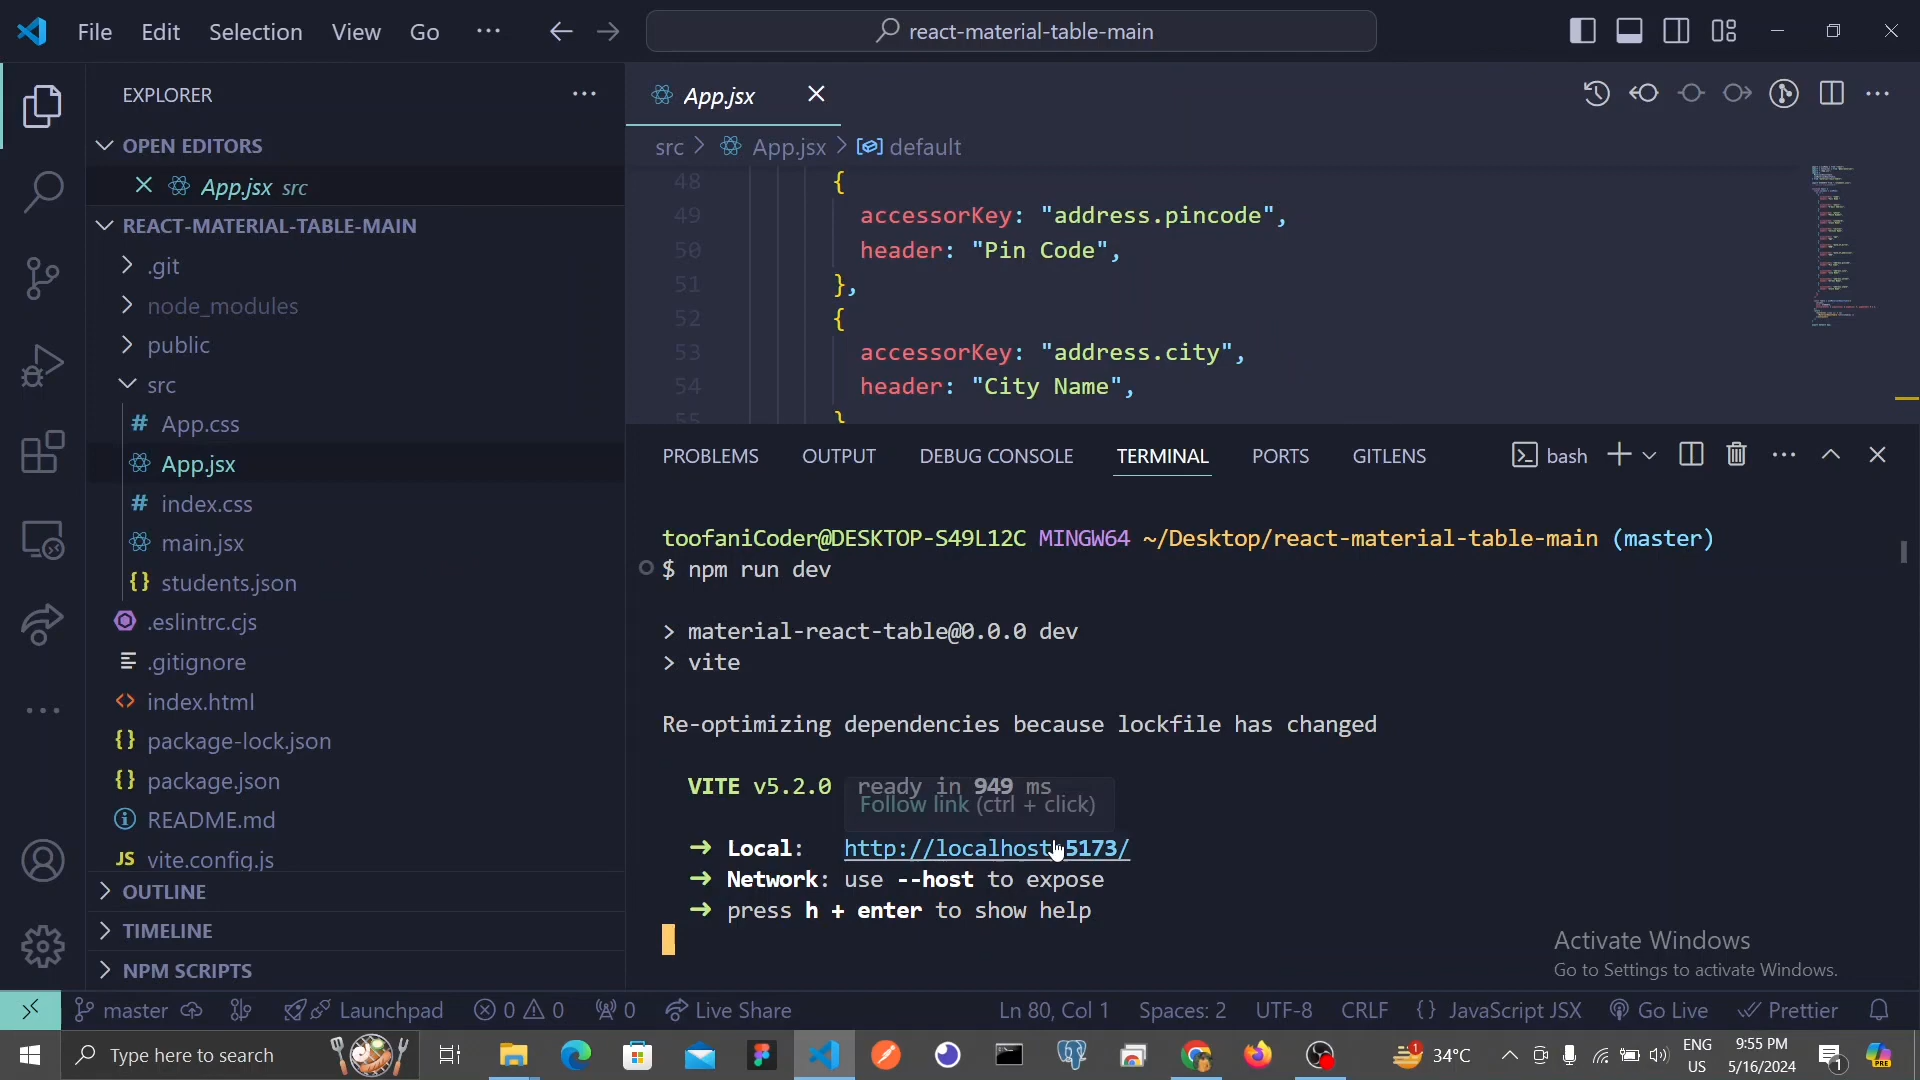 File Edit Selection View Go ···
react-material-table-main
EXPLORER
OPEN EDITORS
App.jsx src
REACT-MATERIAL-TABLE-MAIN
.git
node_modules
public
src
# App.css
App.jsx
# index.css
main.jsx
{} students.json
.eslintrc.cjs
.gitignore
<> index.html
{} package-lock.json
{} package.json
README.md
JS vite.config.js
OUTLINE
TIMELINE
NPM SCRIPTS
App.jsx
src > App.jsx > default
48 {
49 accessorKey: "address.pincode",
50 header: "Pin Code",
51 },
52 {
53 accessorKey: "address.city",
54 header: "City Name",
55 }
PROBLEMS OUTPUT DEBUG CONSOLE TERMINAL PORTS GITLENS
bash
toofaniCoder@DESKTOP-S49L12C MINGW64 ~/Desktop/react-material-table-main (master)
$ npm run dev
> material-react-table@0.0.0 dev
> vite
Re-optimizing dependencies because lockfile has changed
VITE v5.2.0 ready in 949 ms
Follow link (ctrl + click)
➜ Local: http://localhost:5173/
➜ Network: use --host to expose
➜ press h + enter to show help
Activate Windows
Go to Settings to activate Windows.
master
Launchpad
0 0
0
Live Share
Ln 80, Col 1
Spaces: 2
UTF-8
CRLF
{} JavaScript JSX
Go Live
Prettier
Type here to search
1
34°C
ENG
US
9:55 PM
5/16/2024
1
PRE